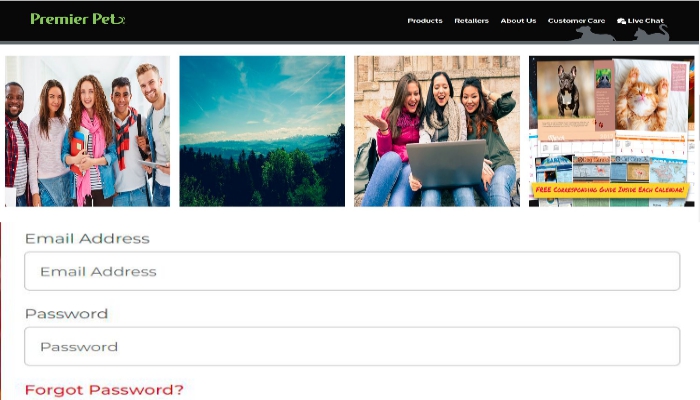 Premier Pet
Products Retailers About Us Customer Care Live Chat
FREE Corresponding Guide Inside Each Calendar!
Email Address
Email Address
Password
Password
Forgot Password?